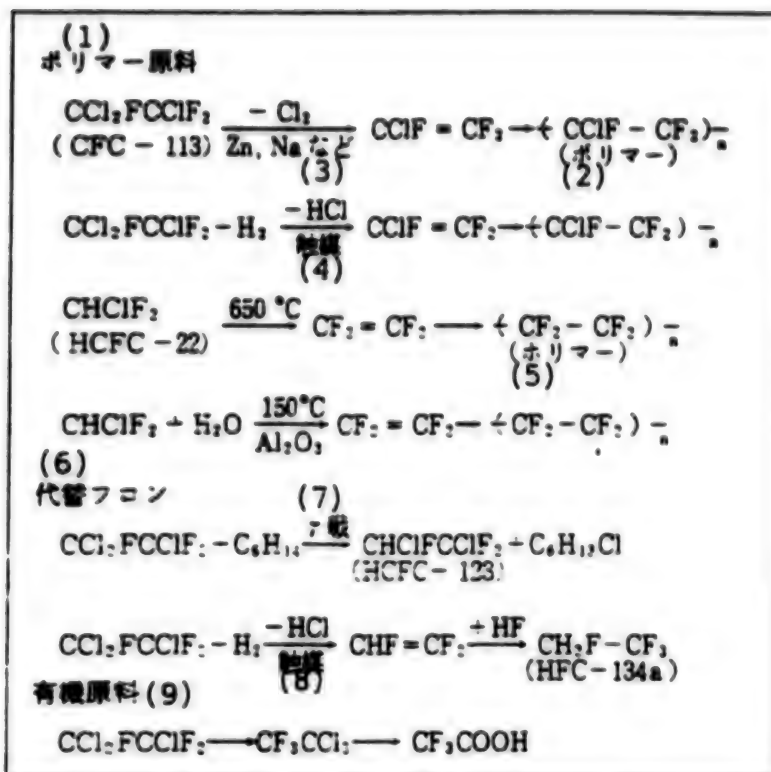 (1)
ポリマー原料
CCl₂FCClF₂ —− Cl₂→ CClF = CF₂ → ( CClF − CF₂ )−n
( CFC − 113) Zn, Na など (ポリマー)
(3) (2)
CCl₂FCClF₂ − H₂ —−HCl→ CClF = CF₂ → ( CClF − CF₂ ) −n
触媒
(4)
CHClF₂ —650 °C→ CF₂ = CF₂ → ( CF₂ − CF₂ ) −n
( HCFC − 22) (ポリマー)
(5)
CHClF₂ + H₂O —150°C→ CF₂ = CF₂ → ( CF₂ − CF₂ ) −n
Al₂O₃
(6)
代替フロン (7)
CCl₂FCClF₂ − C₆H₁₄ → CHClFCClF₂ + C₆H₁₃Cl
(HCFC − 123)
CCl₂FCClF₂ − H₂ —−HCl→ CHF = CF₂ —+ HF→ CH₂F − CF₃
触媒 (HFC − 134a)
(8)
有機原料 (9)
CCl₂FCClF₂ → CF₃CCl₃ → CF₃COOH